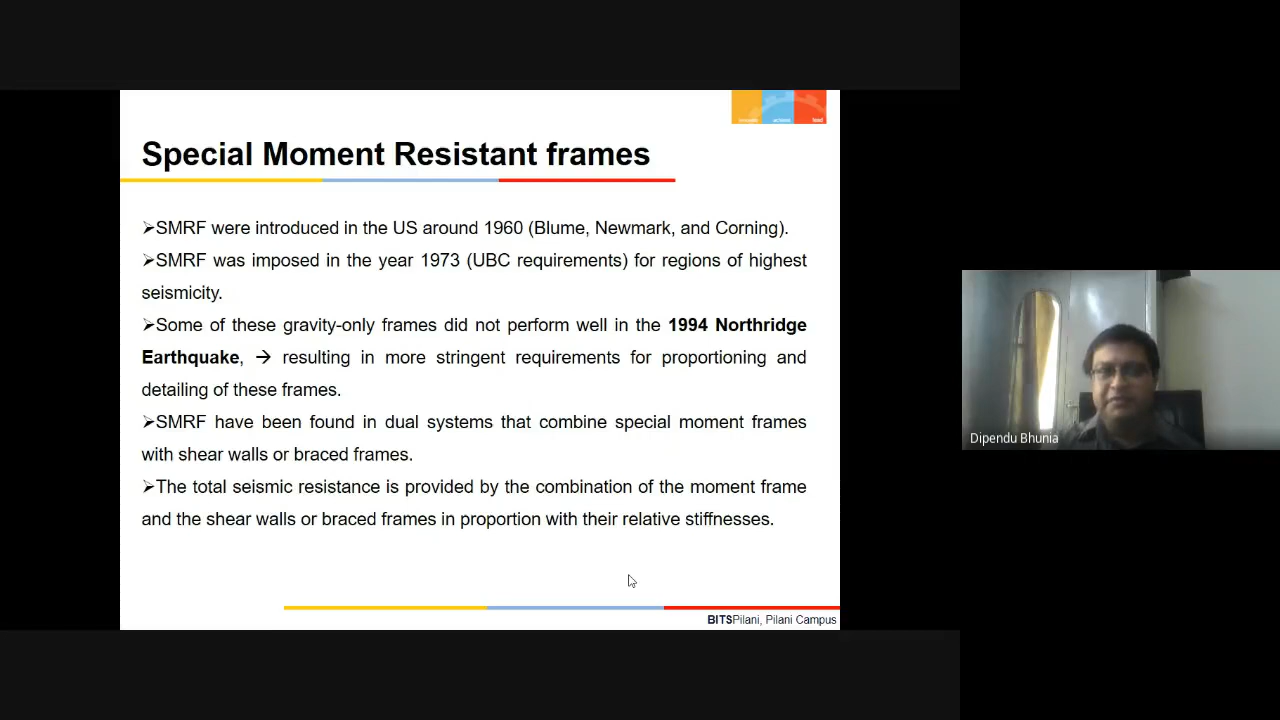 Special Moment Resistant frames
➢SMRF were introduced in the US around 1960 (Blume, Newmark, and Corning).
➢SMRF was imposed in the year 1973 (UBC requirements) for regions of highest
seismicity.
➢Some of these gravity-only frames did not perform well in the 1994 Northridge
Earthquake, → resulting in more stringent requirements for proportioning and
detailing of these frames.
➢SMRF have been found in dual systems that combine special moment frames
with shear walls or braced frames.
➢The total seismic resistance is provided by the combination of the moment frame
and the shear walls or braced frames in proportion with their relative stiffnesses.
BITSPilani, Pilani Campus
Dipendu Bhunia